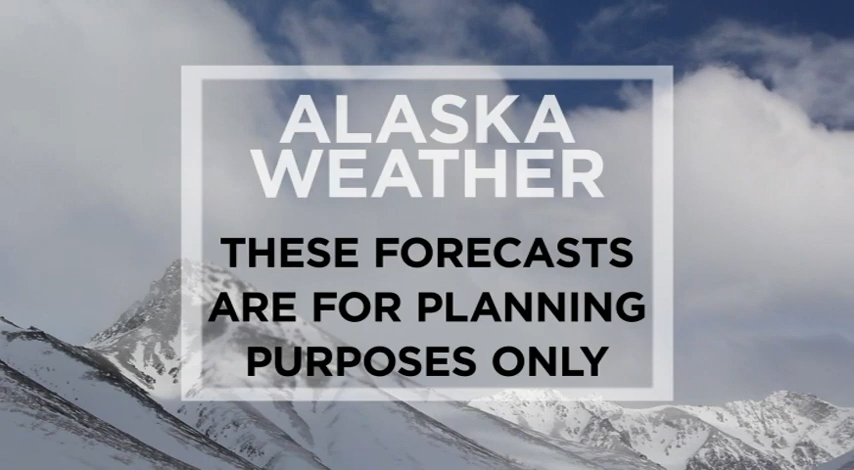 ALASKA
WEATHER
THESE FORECASTS
ARE FOR PLANNING
PURPOSES ONLY